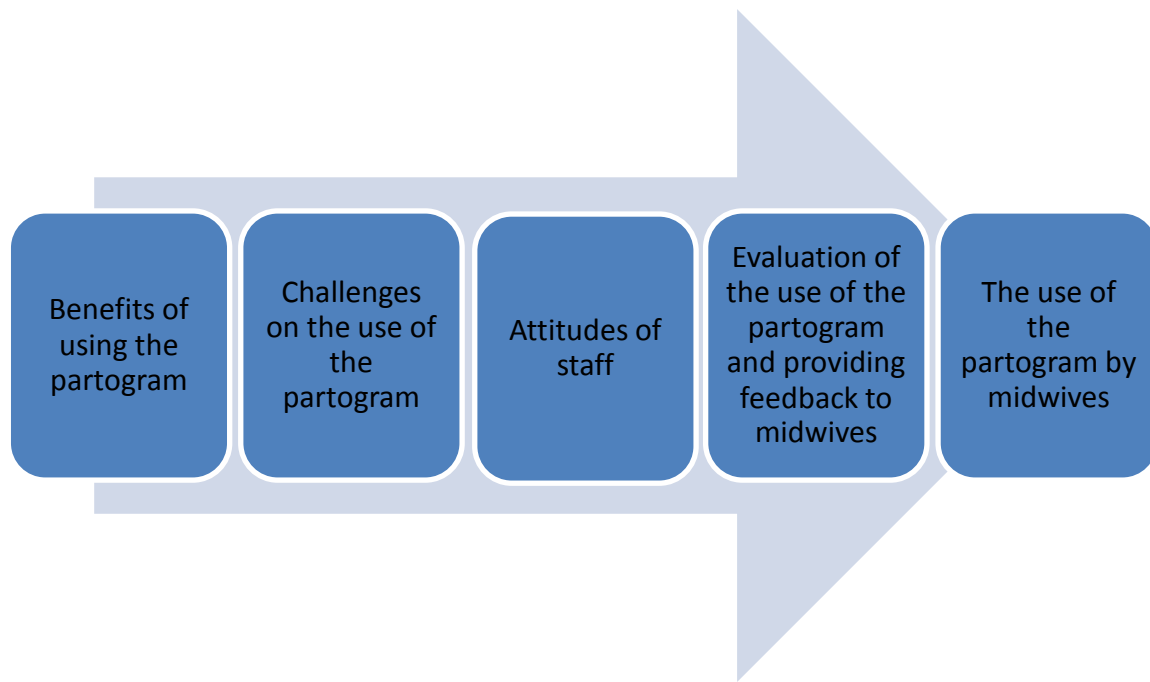 Benefits of
using the
partogram
Challenges
on the use of
the
partogram
Attitudes of
staff
Evaluation of
the use of the
partogram
and providing
feedback to
midwives
The use of
the
partogram by
midwives